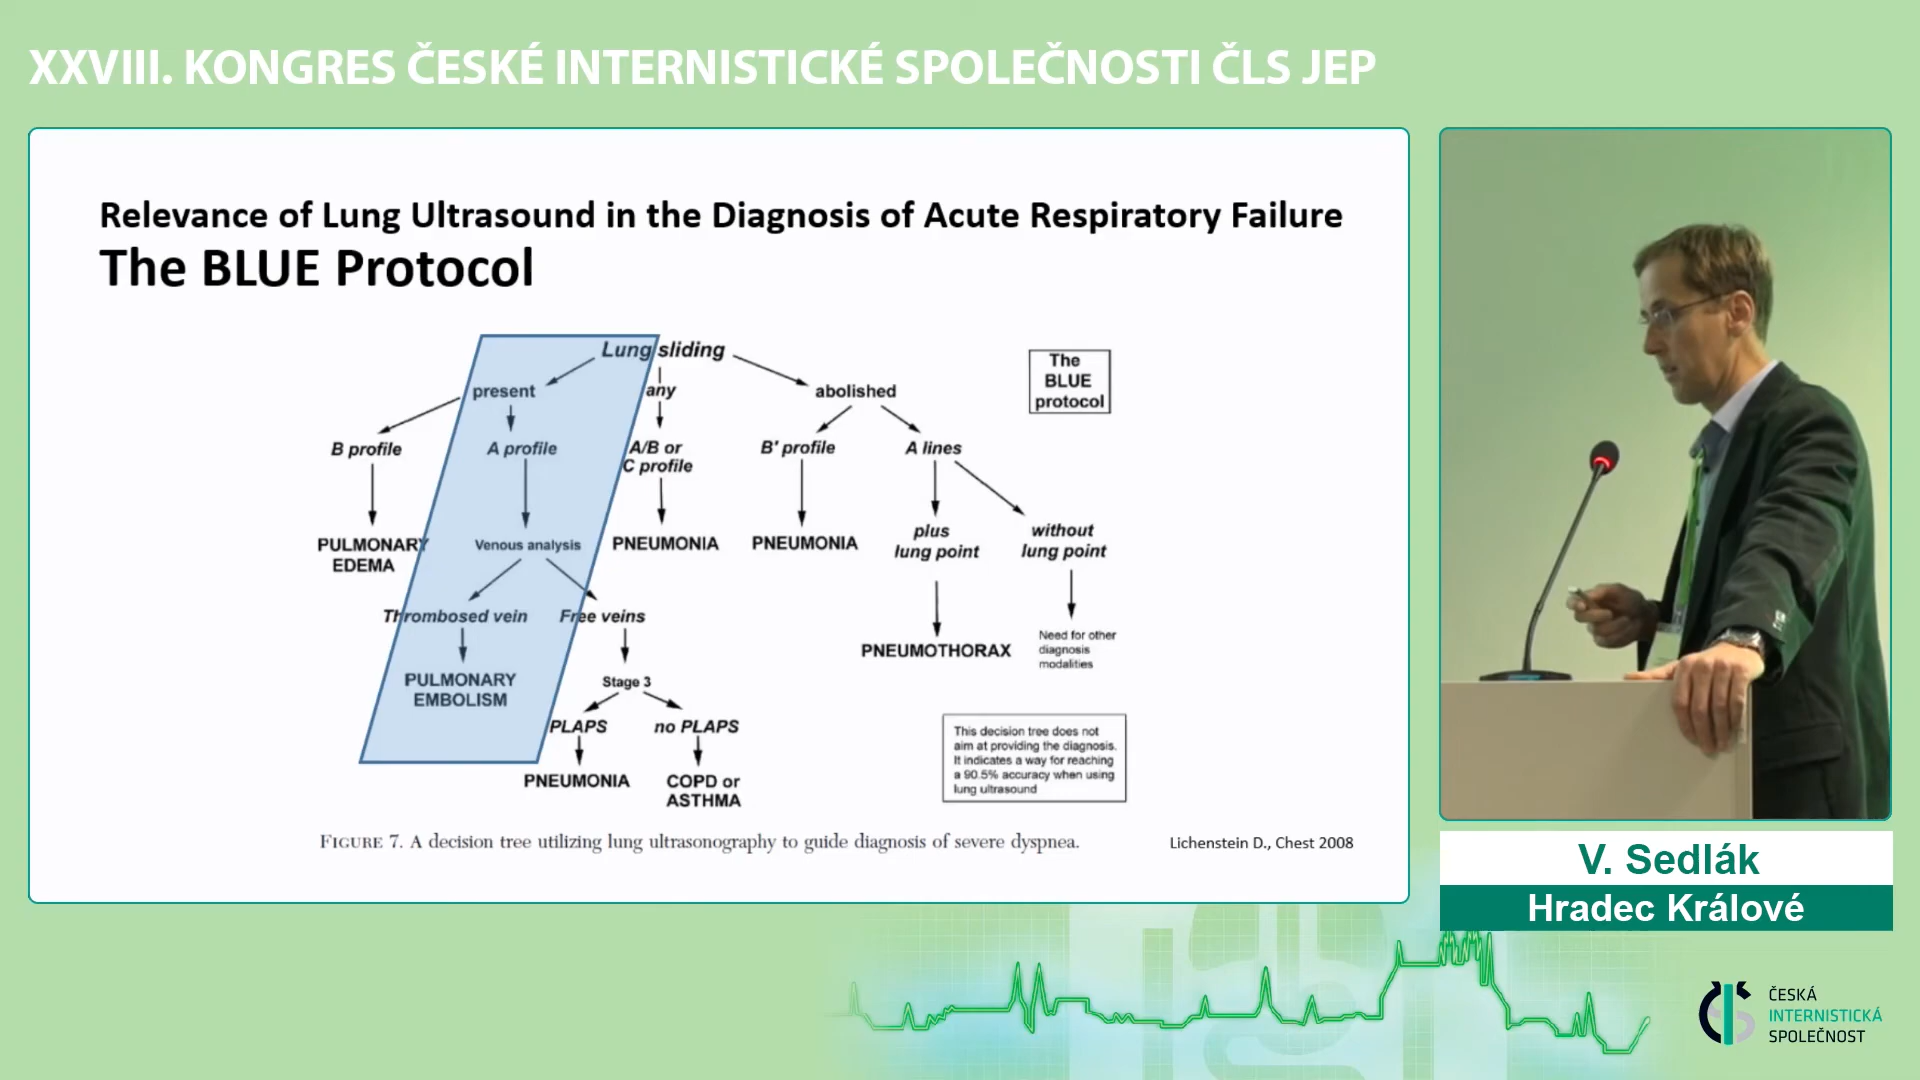 XXVIII. KONGRES ČESKÉ INTERNISTICKÉ SPOLEČNOSTI ČLS JEP
Relevance of Lung Ultrasound in the Diagnosis of Acute Respiratory Failure
The BLUE Protocol
Lung sliding
present
any
abolished
The
BLUE
protocol
B profile
A profile
A/B or
C profile
B' profile
A lines
PULMONARY
EDEMA
Venous analysis
PNEUMONIA
PNEUMONIA
plus
lung point
without
lung point
Thrombosed vein
Free veins
PNEUMOTHORAX
Need for other
diagnosis
modalities
PULMONARY
EMBOLISM
Stage 3
PLAPS
no PLAPS
PNEUMONIA
COPD or
ASTHMA
This decision tree does not
aim at providing the diagnosis.
It indicates a way for reaching
a 90.5% accuracy when using
lung ultrasound
FIGURE 7. A decision tree utilizing lung ultrasonography to guide diagnosis of severe dyspnea.
Lichenstein D., Chest 2008
V. Sedlák
Hradec Králové
ČESKÁ
INTERNISTICKÁ
SPOLEČNOST